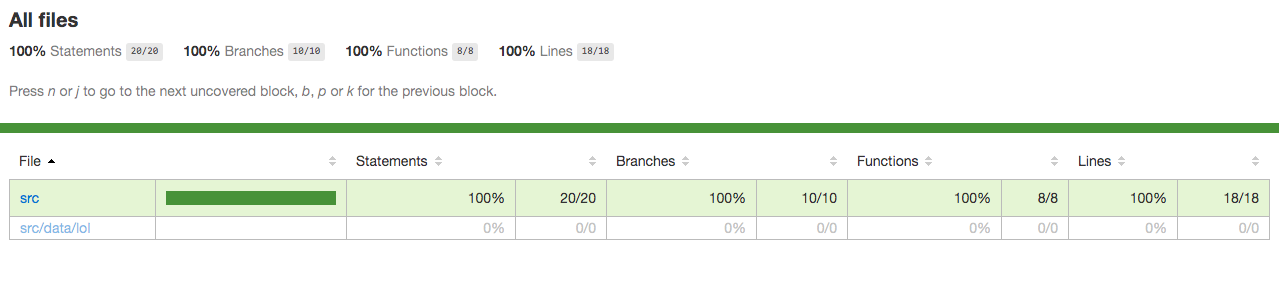 All files
100% Statements 20/20 100% Branches 10/10 100% Functions 8/8 100% Lines 18/18
Press n or j to go to the next uncovered block, b, p or k for the previous block.
File Statements Branches Functions Lines
src 100% 20/20 100% 10/10 100% 8/8 100% 18/18
src/data/lol 0% 0/0 0% 0/0 0% 0/0 0% 0/0